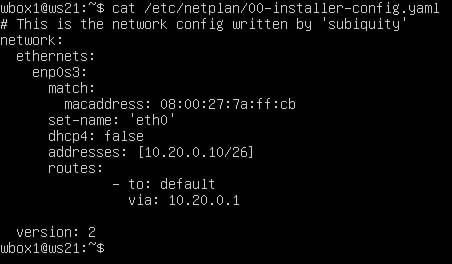 wbox1@ws21:~$ cat /etc/netplan/00-installer-config.yaml
# This is the network config written by 'subiquity'
network:
  ethernets:
    enp0s3:
      match:
        macaddress: 08:00:27:7a:ff:cb
      set-name: 'eth0'
      dhcp4: false
      addresses: [10.20.0.10/26]
      routes:
              - to: default
                via: 10.20.0.1

  version: 2
wbox1@ws21:~$